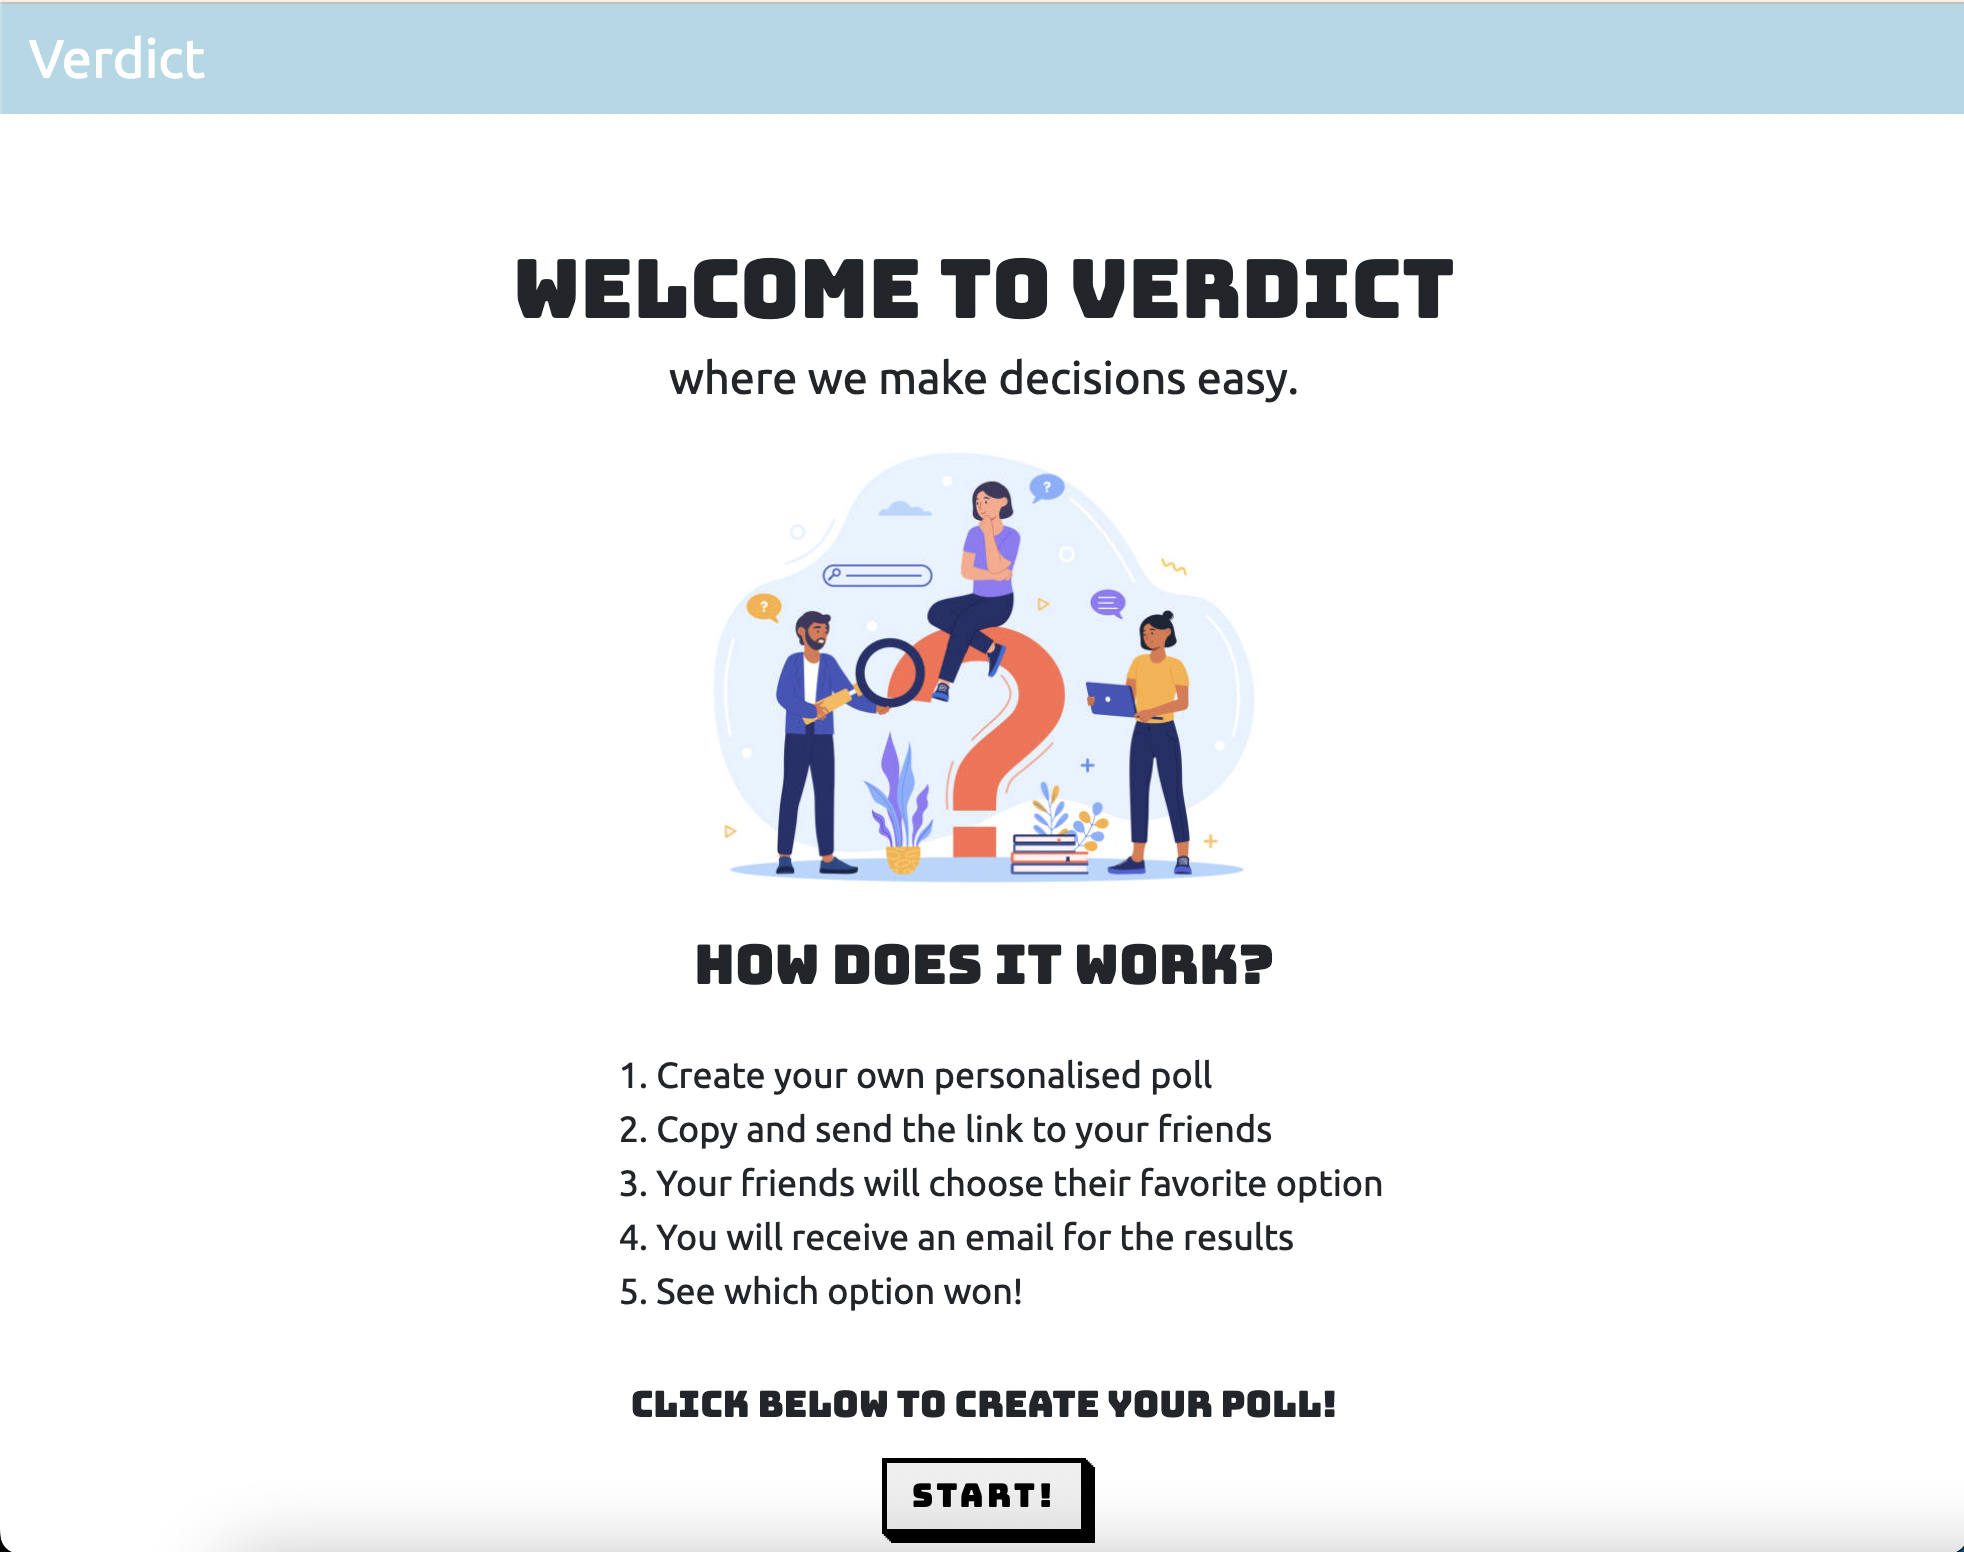 Verdict
WELCOME TO VERDICT
where we make decisions easy.
?
?
HOW DOES IT WORK?
1. Create your own personalised poll
2. Copy and send the link to your friends
3. Your friends will choose their favorite option
4. You will receive an email for the results
5. See which option won!
CLICK BELOW TO CREATE YOUR POLL!
START!